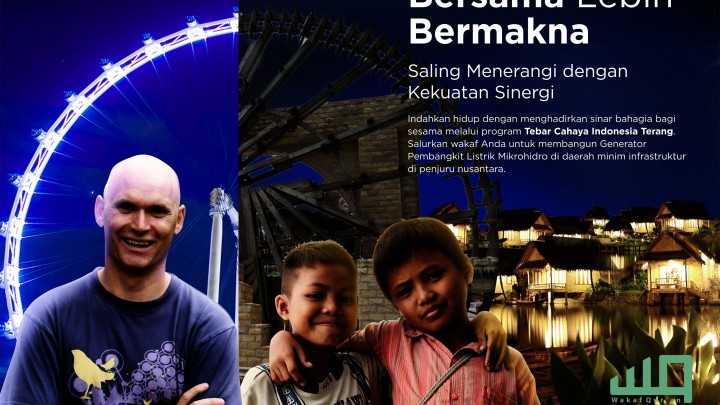 Bersama Lebih
Bermakna
Saling Menerangi dengan
Kekuatan Sinergi
Indahkan hidup dengan menghadirkan sinar bahagia bagi
sesama melalui program Tebar Cahaya Indonesia Terang.
Salurkan wakaf Anda untuk membangun Generator
Pembangkit Listrik Mikrohidro di daerah minim infrastruktur
di penjuru nusantara.